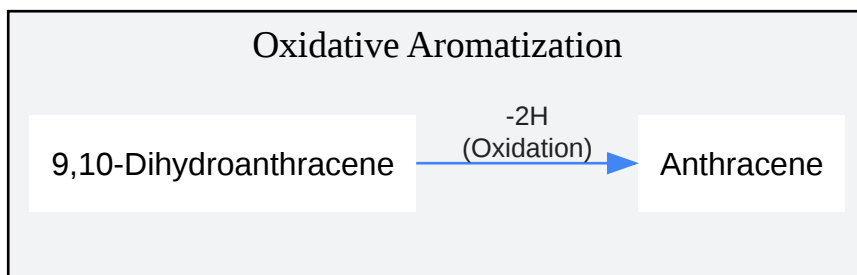 Oxidative Aromatization
-2H
(Oxidation)
9,10-Dihydroanthracene
Anthracene